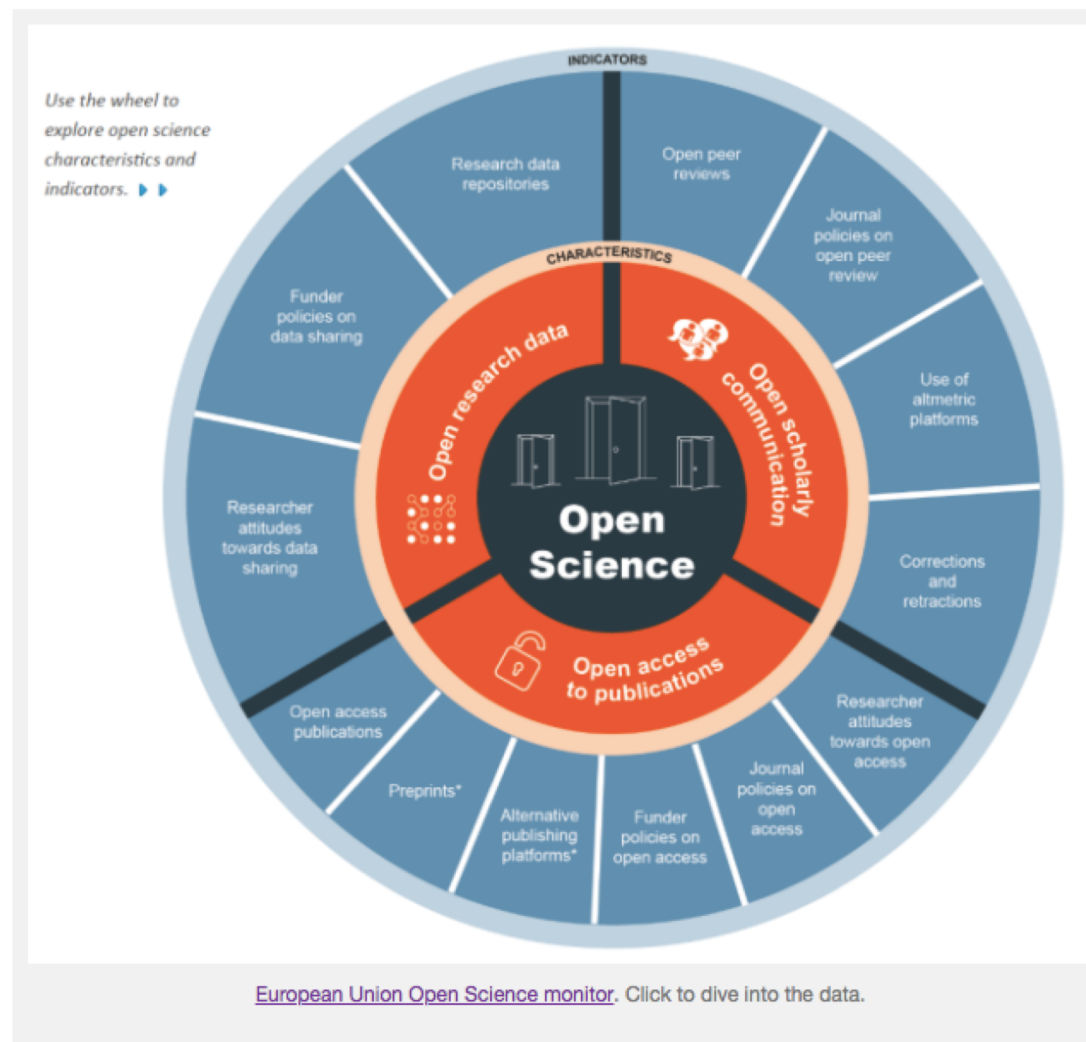 Use the wheel to
explore open science
characteristics and
indicators.
INDICATORS
Research data
repositories
Open peer
reviews
Journal
policies on
open peer
review
Funder
policies on
data sharing
CHARACTERISTICS
Open research data
Open scholarly
communication
Use of
altmetric
platforms
Researcher
attitudes
towards data
sharing
Open
Science
Corrections
and
retractions
Open access
to publications
Open access
publications
Preprints*
Alternative
publishing
platforms*
Funder
policies on
open access
Journal
policies on
open
access
Researcher
attitudes
towards open
access
European Union Open Science monitor. Click to dive into the data.